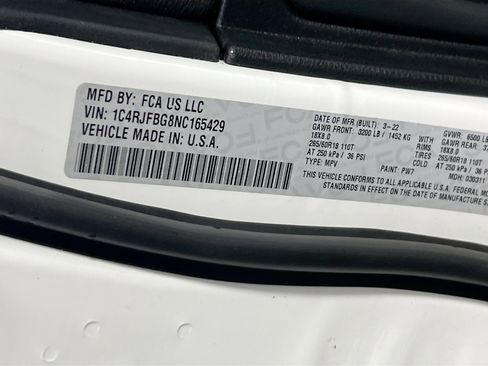 MFD BY: FCA US LLC
VIN: 1C4RJFBG8NC165429
VEHICLE MADE IN: U.S.A.
DATE OF MFR (BUILT): 3-22 GVWR: 6500 LB
GAWR FRONT: 3200 LB / 1452 KG GAWR REAR:
18X8.0 RIMS 18X8.0
265/60R18 110T TIRES 265/60R18 110T
AT 250 kPa / 36 PSI COLD AT 250 kPa / 36 PSI
TYPE: MPV PAINT: PW7 MDH: 030311
THIS VEHICLE CONFORMS TO ALL APPLICABLE U.S.A. FEDERAL
STANDARDS IN EFFECT ON THE DATE OF MANUFACTURE